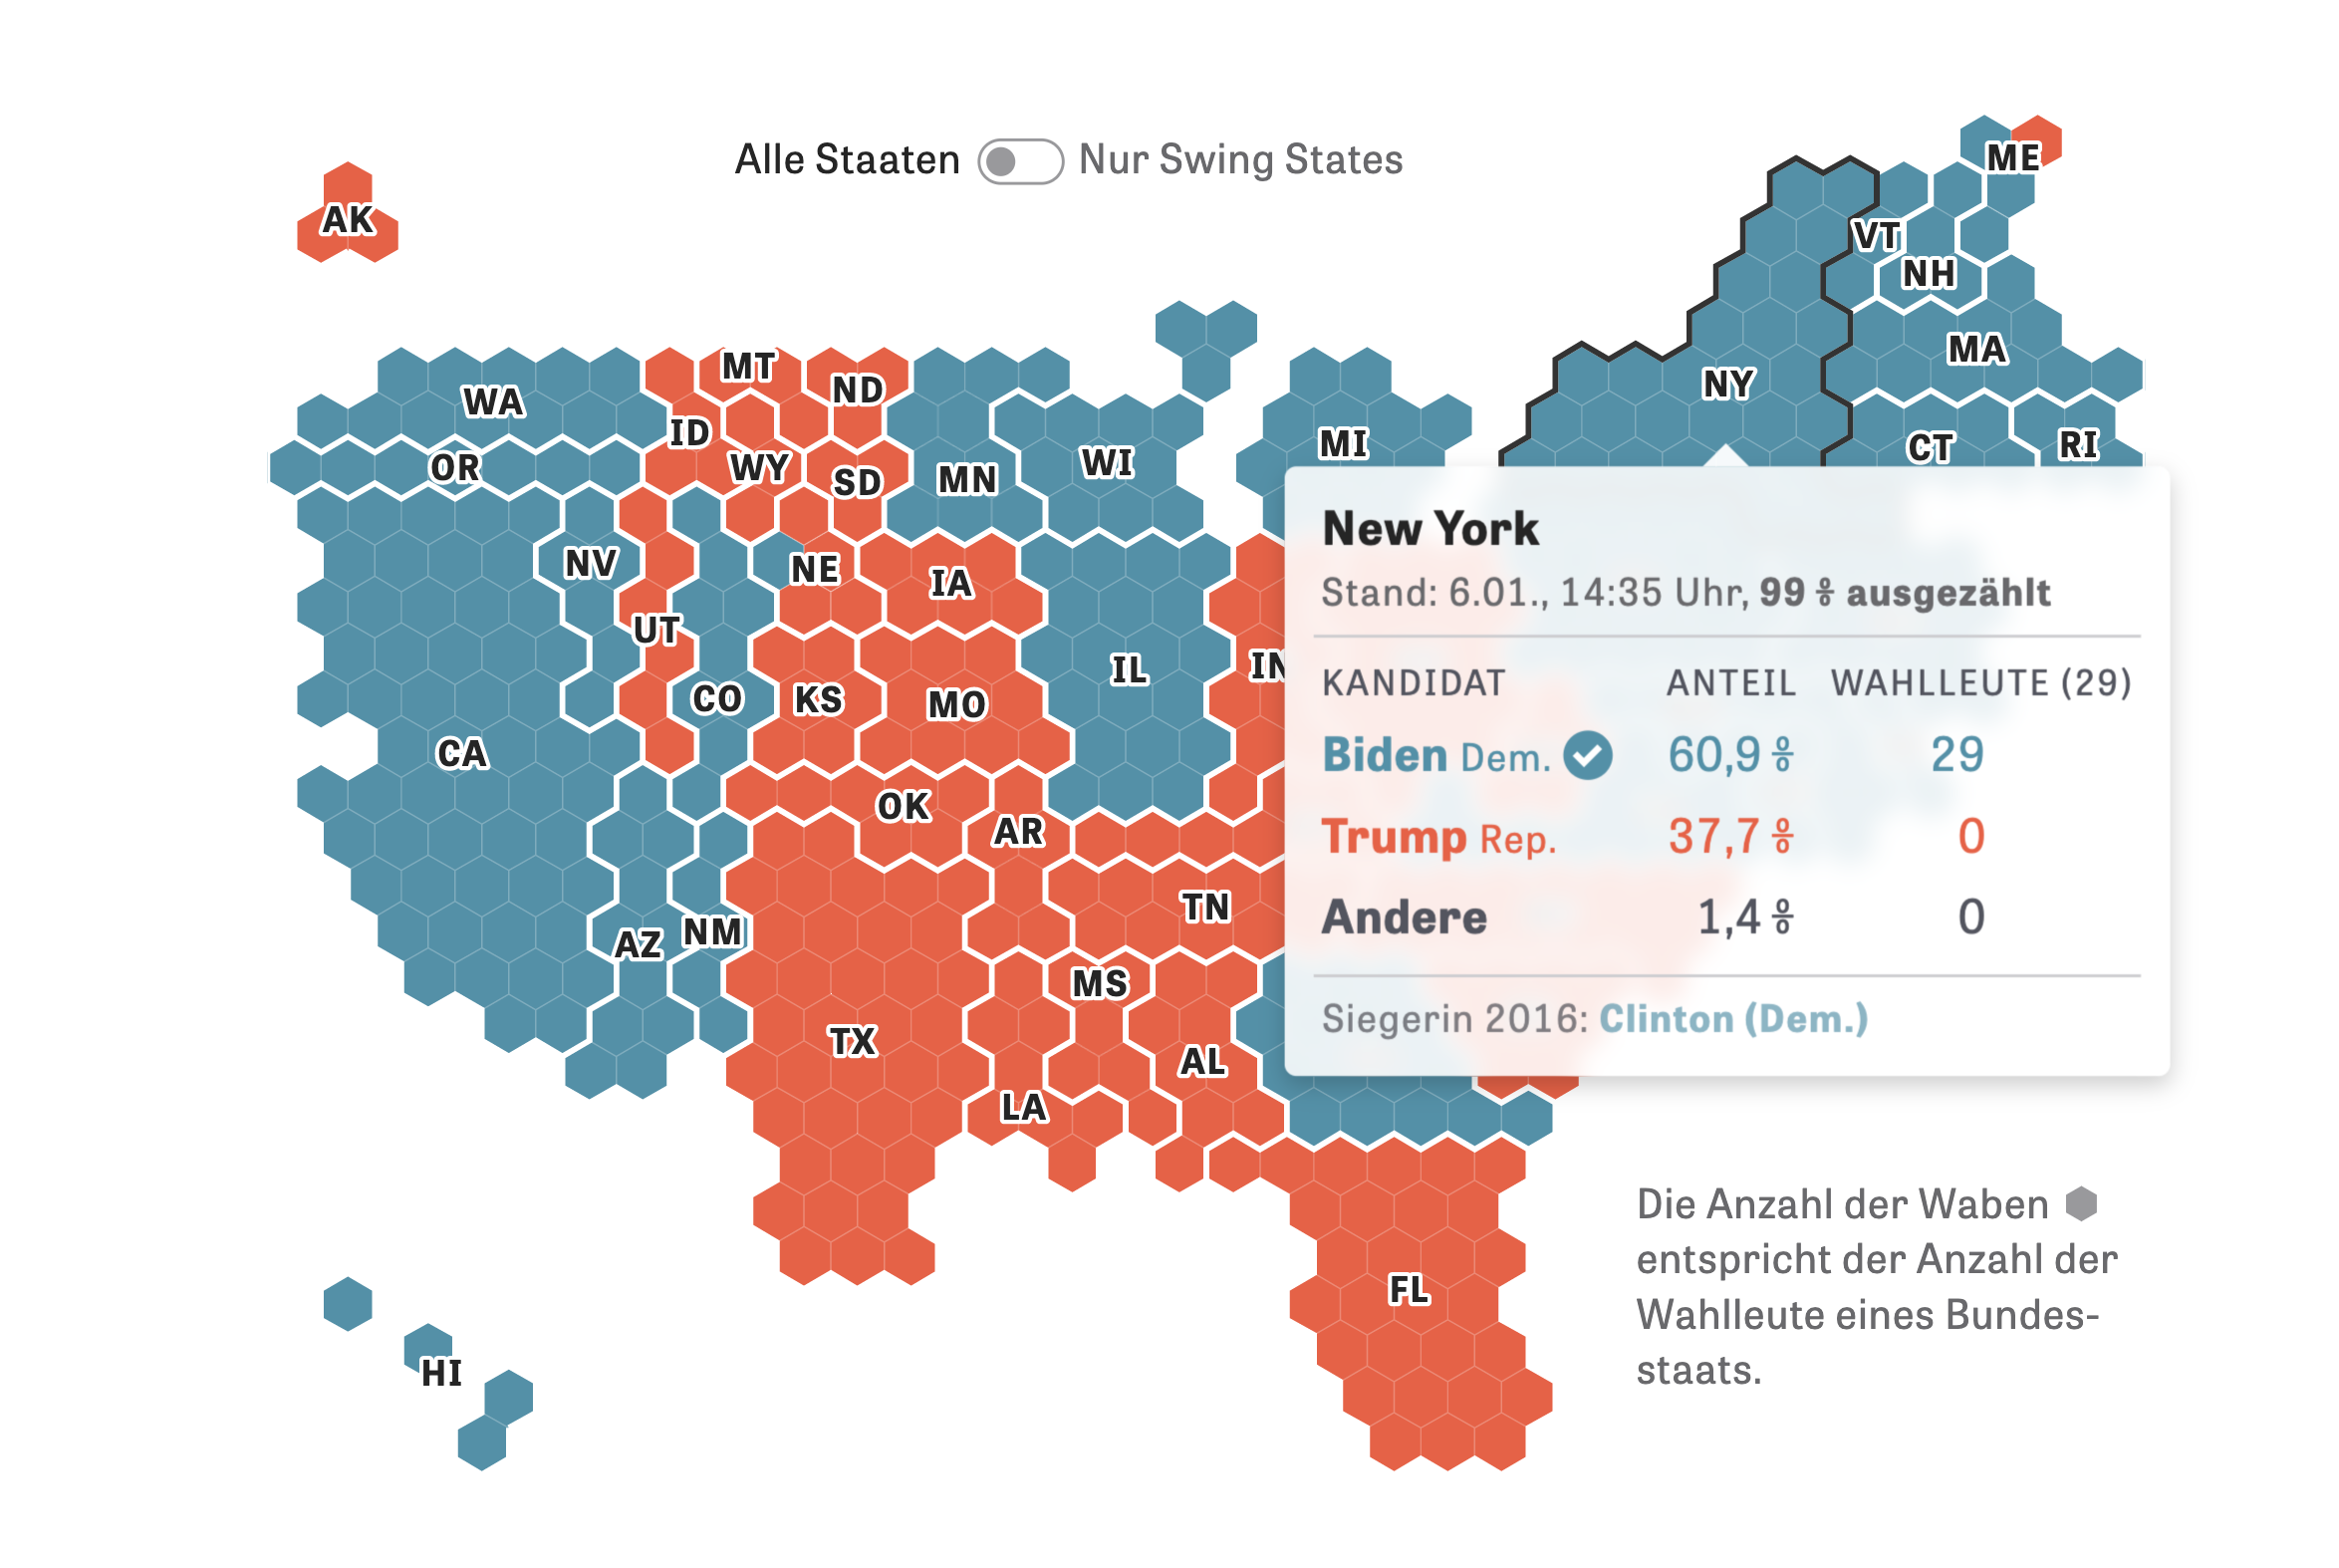 Alle Staaten Nur Swing States
ME
AK
VT
NH
MA
MT
ND
NY
WA
ID
MI
CT
RI
OR
WY
SD
MN
WI
NV
NE
IA
UT
IL
IN
CO
KS
MO
CA
OK
AR
TN
AZ
NM
MS
TX
AL
LA
FL
HI
New York
Stand: 6.01., 14:35 Uhr, 99 % ausgezählt
KANDIDAT ANTEIL WAHLLEUTE (29)
Biden Dem. 60,9 % 29
Trump Rep. 37,7 % 0
Andere 1,4 % 0
Siegerin 2016: Clinton (Dem.)
Die Anzahl der Waben
entspricht der Anzahl der
Wahlleute eines Bundes-
staats.